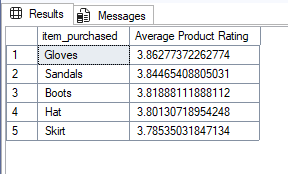 Results Messages
item_purchased Average Product Rating
1 Gloves 3.86277372262774
2 Sandals 3.84465408805031
3 Boots 3.81888111888112
4 Hat 3.80130718954248
5 Skirt 3.78535031847134